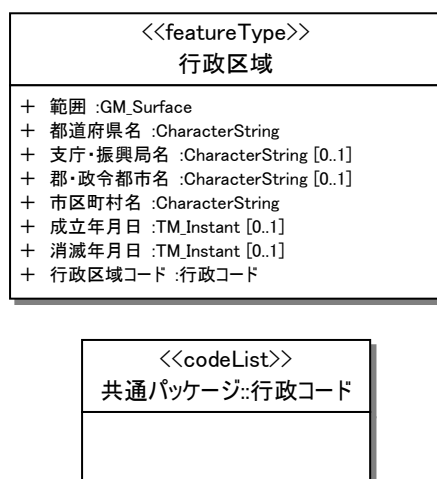 <<featureType>>
行政区域
＋ 範囲 :GM_Surface
＋ 都道府県名 :CharacterString
＋ 支庁・振興局名 :CharacterString [0..1]
＋ 郡・政令都市名 :CharacterString [0..1]
＋ 市区町村名 :CharacterString
＋ 成立年月日 :TM_Instant [0..1]
＋ 消滅年月日 :TM_Instant [0..1]
＋ 行政区域コード :行政コード
<<codeList>>
共通パッケージ::行政コード